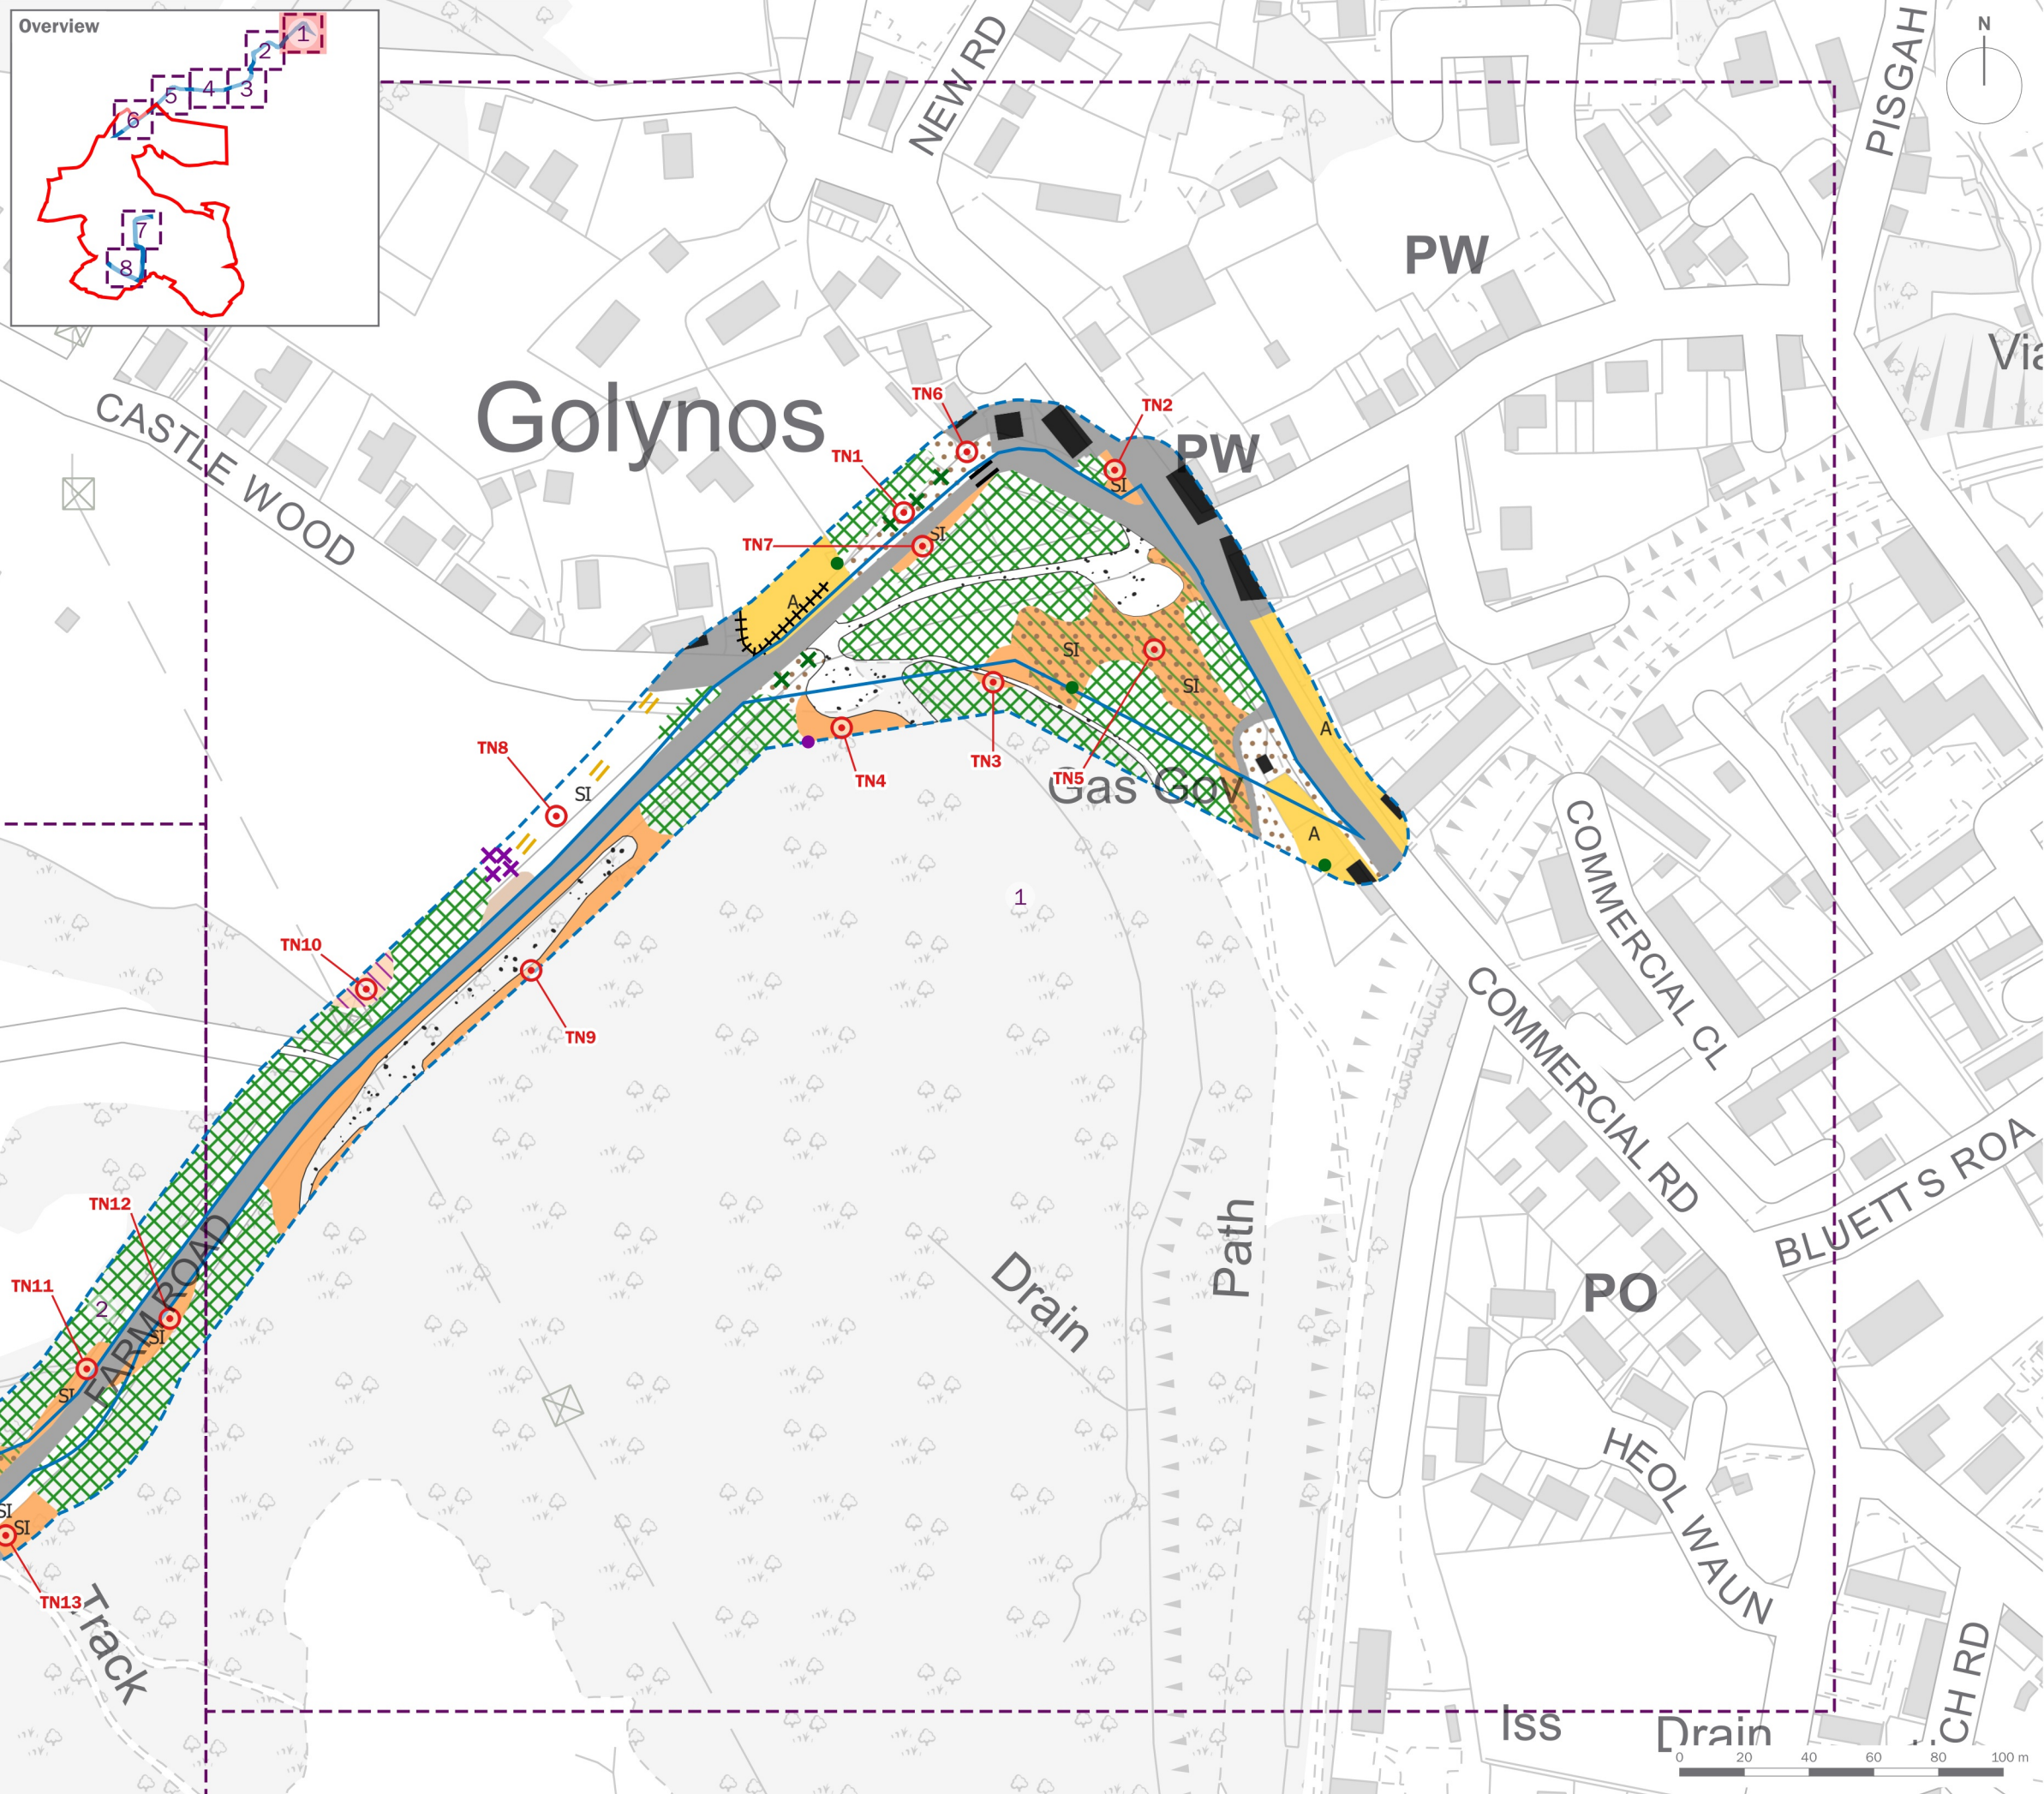 Overview
1
2
3
4
5
6
7
8
N
NEW RD
PISGAH
PW
CASTLE WOOD
Golynos
TN6
TN2
PW
TN1
SI
TN7
SI
A
SI
SI
A
TN8
SI
TN4
TN3
TN5
Gas Gov
A
1
COMMERCIAL CL
TN10
TN9
COMMERCIAL RD
BLUETTS ROA
TN12
FARM ROAD
TN11
2
SI
SI
Drain
Path
PO
HEOL WAUN
SI
SI
TN13
Track
Iss
Drain
CH RD
0 20 40 60 80 100 m